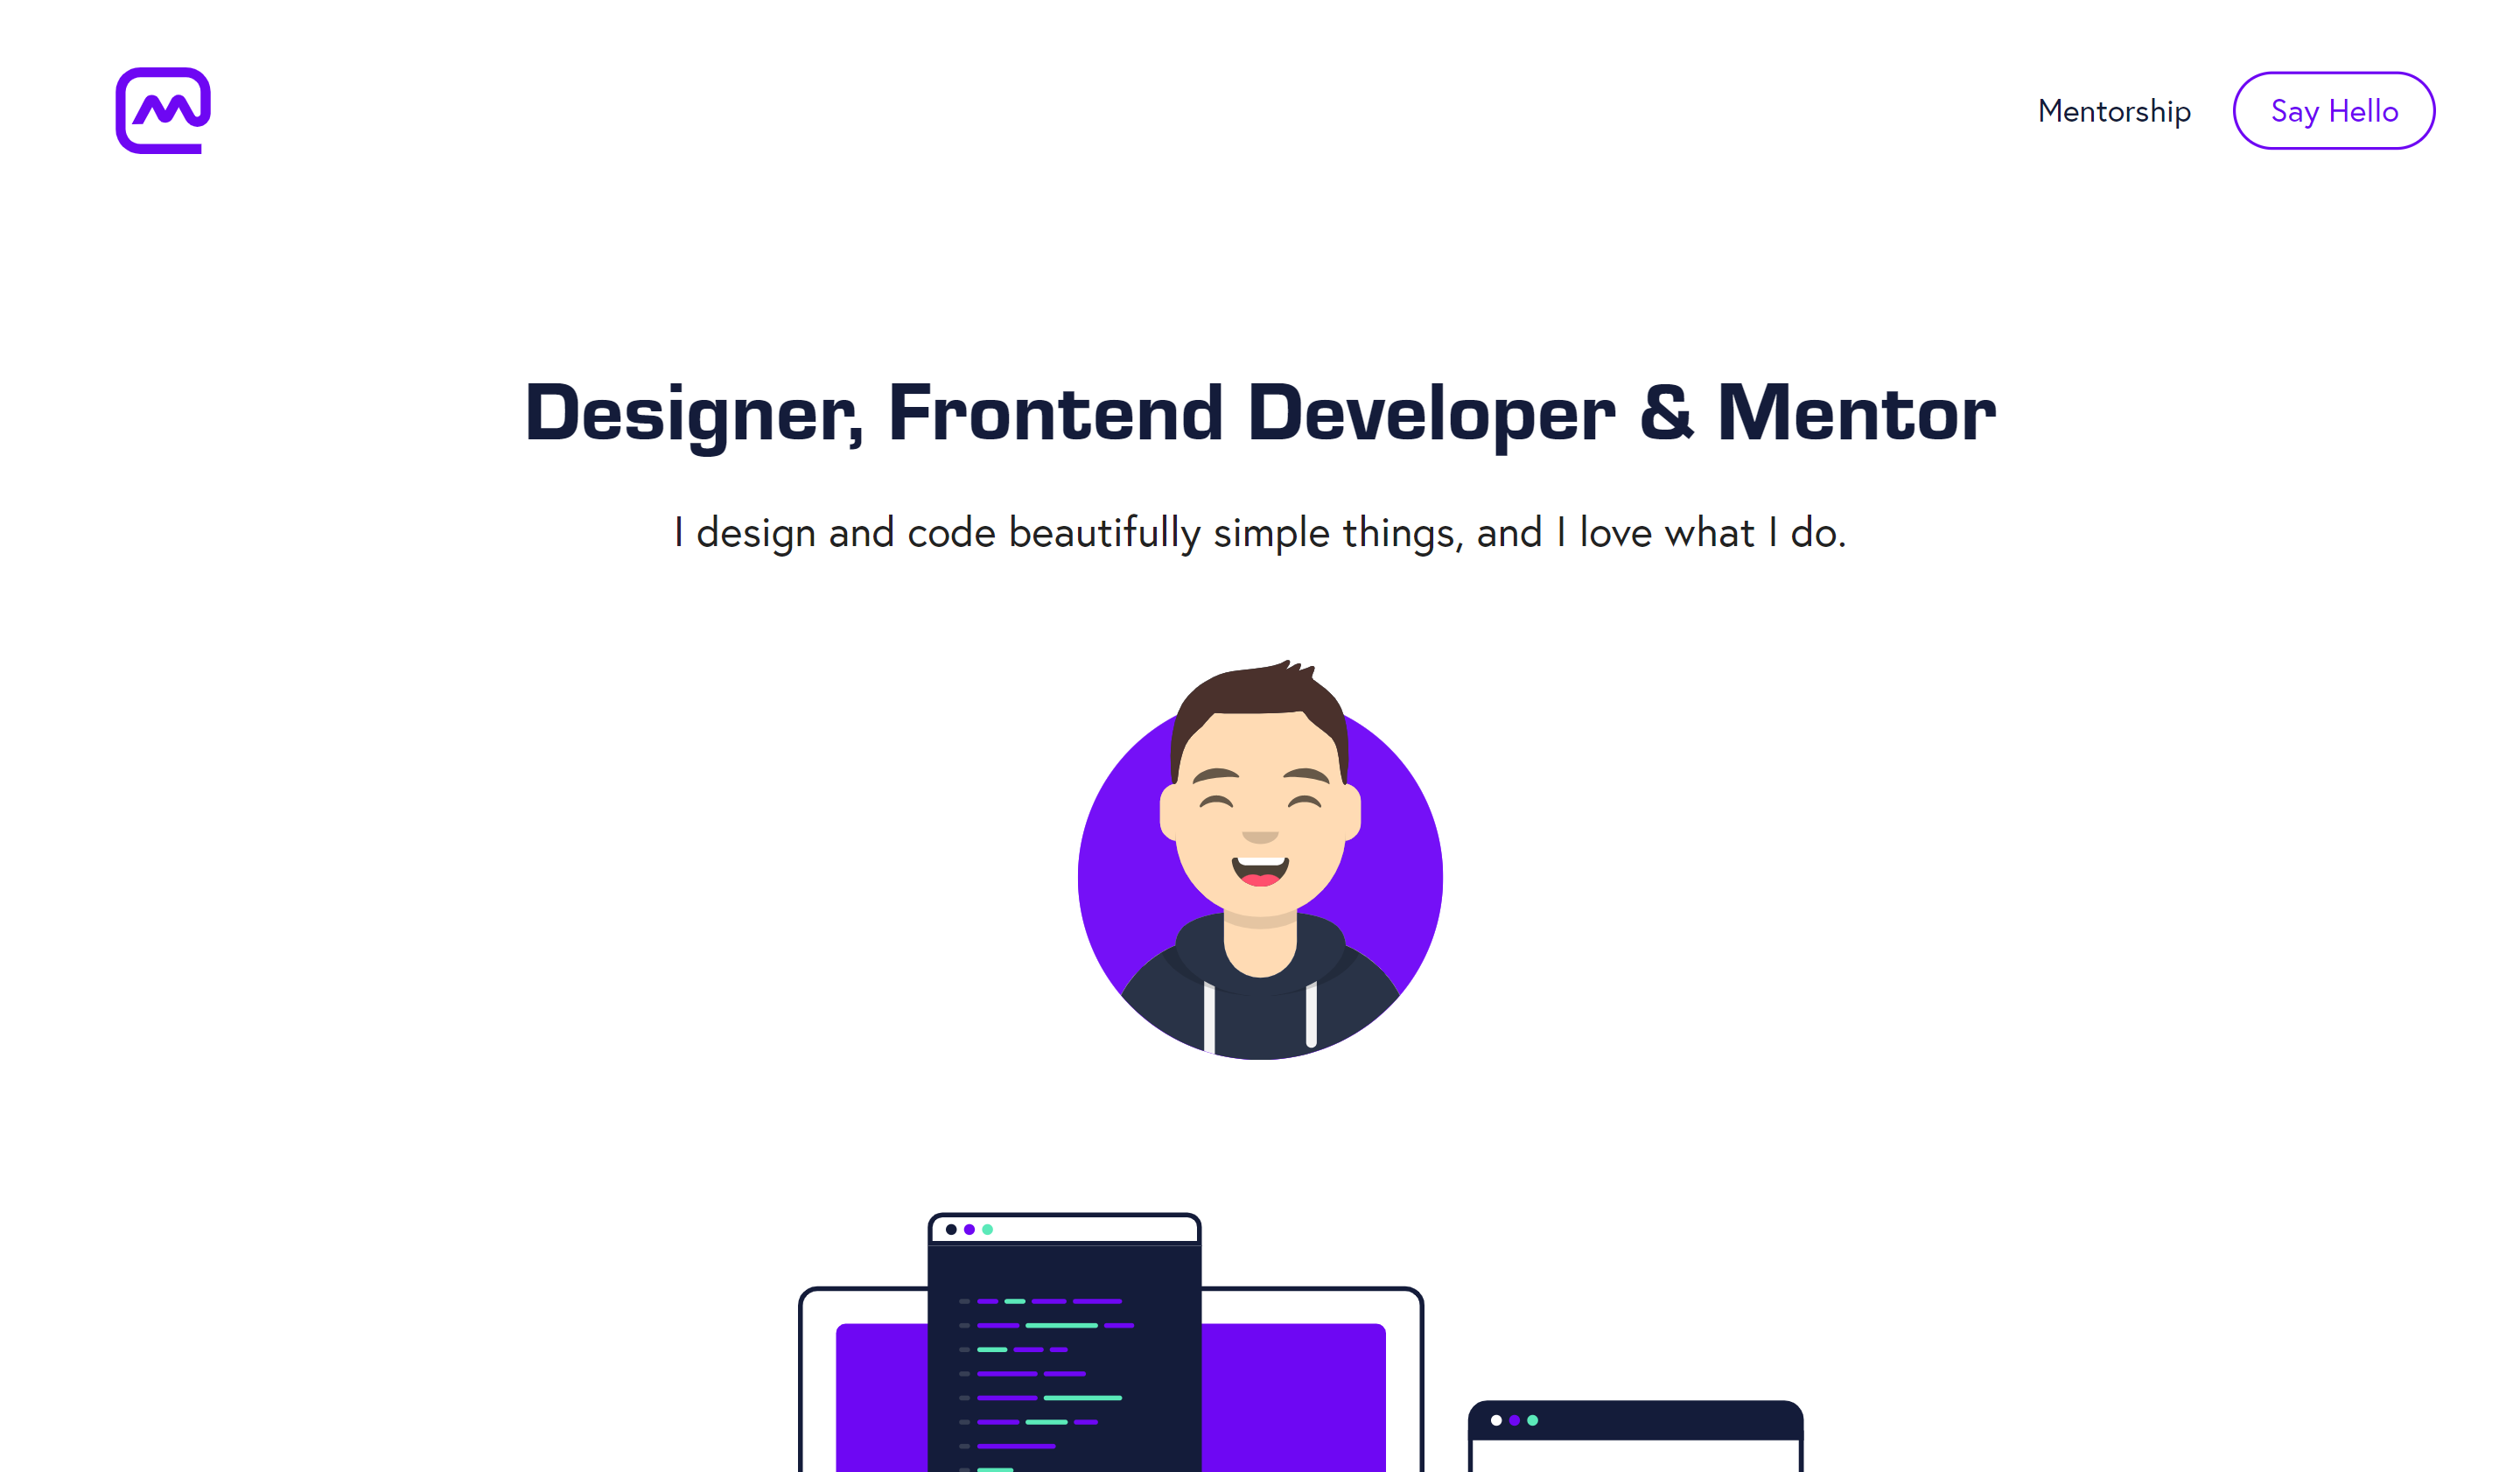 Mentorship
Say Hello
Designer, Frontend Developer & Mentor
I design and code beautifully simple things, and I love what I do.